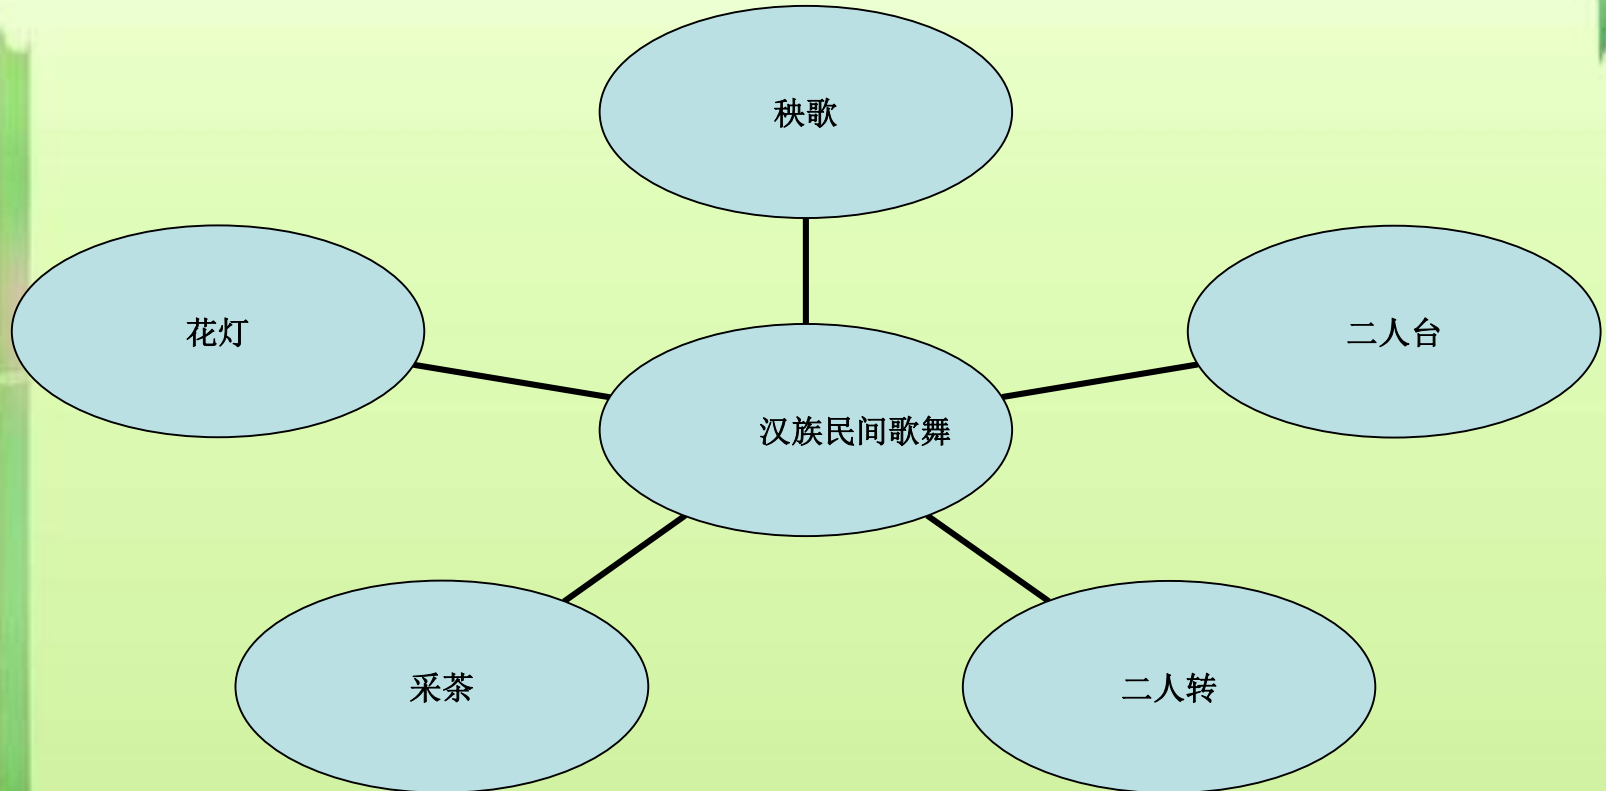 秧歌
花灯
二人台
汉族民间歌舞
采茶
二人转